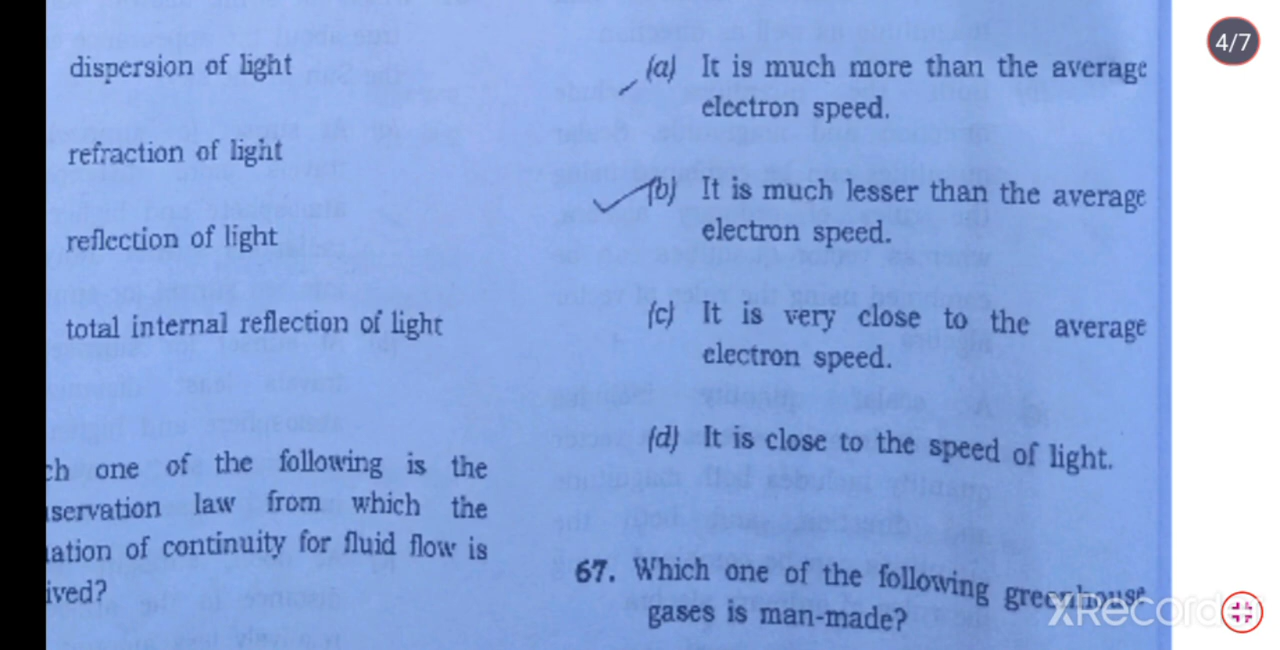 dispersion of light
refraction of light
reflection of light
total internal reflection of light
ch one of the following is the
servation law from which the
ation of continuity for fluid flow is
ived?
(a) It is much more than the average
electron speed.
(b) It is much lesser than the average
electron speed.
(c) It is very close to the average
electron speed.
(d) It is close to the speed of light.
67. Which one of the following greenhouse
gases is man-made?
4/7
XRecorder